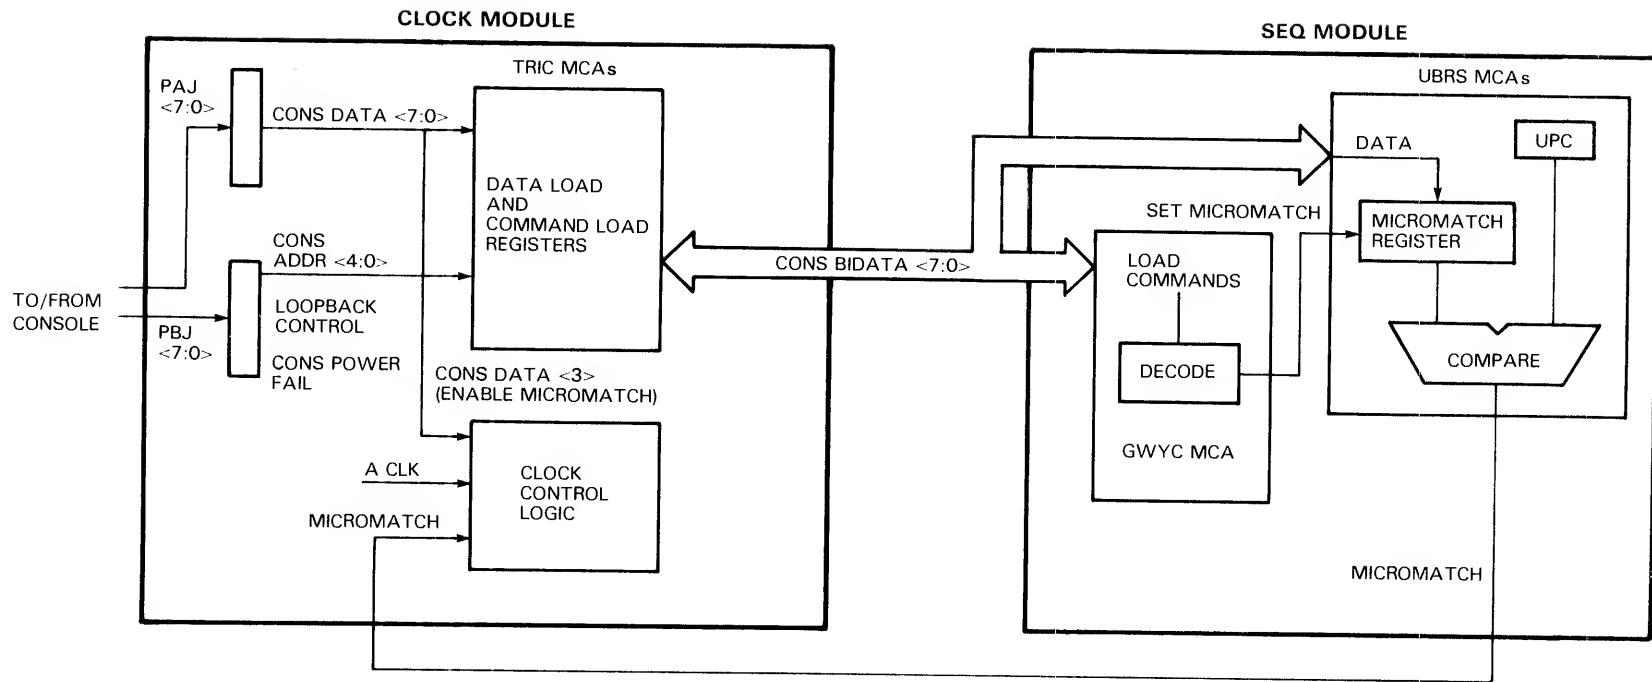 CLOCK MODULE
SEQ MODULE
TRIC MCAs
UBRS MCAs
PAJ
<7:0>
CONS DATA <7:0>
DATA
UPC
DATA LOAD
AND
COMMAND LOAD
REGISTERS
SET MICROMATCH
MICROMATCH
REGISTER
CONS
ADDR <4:0>
CONS BIDATA <7:0>
LOAD
COMMANDS
TO/FROM
CONSOLE
LOOPBACK
CONTROL
PBJ
<7:0>
CONS POWER
FAIL
COMPARE
DECODE
CONS DATA <3>
(ENABLE MICROMATCH)
GWYC MCA
A CLK
CLOCK
CONTROL
LOGIC
MICROMATCH
MICROMATCH